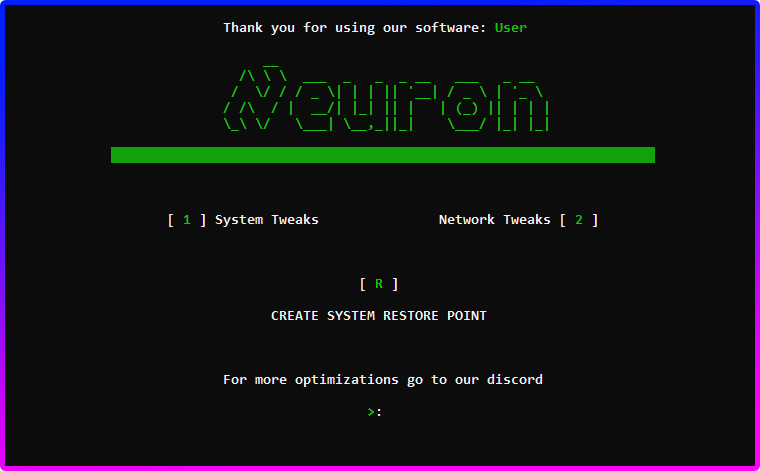 Thank you for using our software: User
Neuron
[ 1 ] System Tweaks
Network Tweaks [ 2 ]
[ R ]
CREATE SYSTEM RESTORE POINT
For more optimizations go to our discord
>: